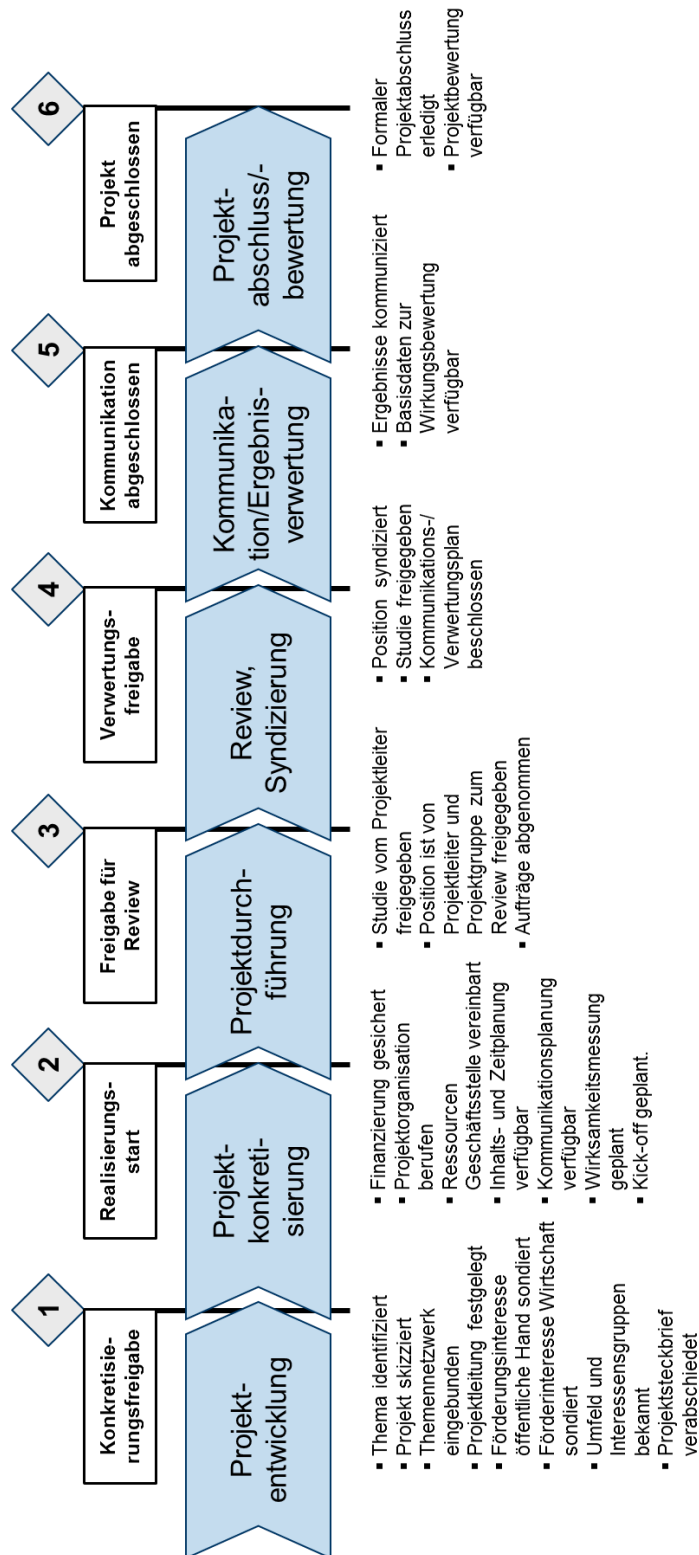 1
Konkretisie-
rungsfreigabe
2
Realisierungs-
start
3
Freigabe für
Review
4
Verwertungs-
freigabe
5
Kommunikation
abgeschlossen
6
Projekt
abgeschlossen
Projekt-
entwicklung
Projekt-
konkreti-
sierung
Projektdurch-
führung
Review,
Syndizierung
Kommunika-
tion/Ergebnis-
verwertung
Projekt-
abschluss/-
bewertung
▪ Thema identifiziert
▪ Projekt skizziert
▪ Themennetzwerk
eingebunden
▪ Projektleitung festgelegt
▪ Förderungsinteresse
öffentliche Hand sondiert
▪ Förderinteresse Wirtschaft
sondiert
▪ Umfeld und
Interessensgruppen
bekannt
▪ Projektsteckbrief
verabschiedet
▪ Finanzierung gesichert
▪ Projektorganisation
berufen
▪ Ressourcen
Geschäftsstelle vereinbart
▪ Inhalts- und Zeitplanung
verfügbar
▪ Kommunikationsplanung
verfügbar
▪ Wirksamkeitsmessung
geplant
▪ Kick-off geplant.
▪ Studie vom Projektleiter
freigegeben
▪ Position ist von
Projektleiter und
Projektgruppe zum
Review freigegeben
▪ Aufträge abgenommen
▪ Position syndiziert
▪ Studie freigegeben
▪ Kommunikations-/
Verwertungsplan
beschlossen
▪ Ergebnisse kommuniziert
▪ Basisdaten zur
Wirkungsbewertung
verfügbar
▪ Formaler
Projektabschluss
erledigt
▪ Projektbewertung
verfügbar